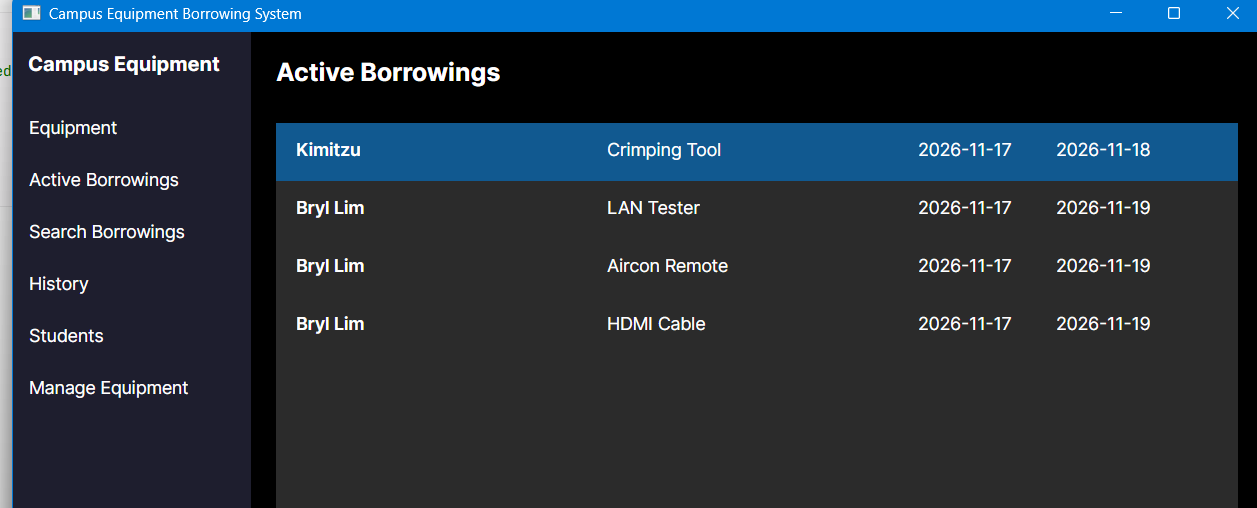 Campus Equipment Borrowing System
ed
Campus Equipment
Equipment
Active Borrowings
Search Borrowings
History
Students
Manage Equipment
Active Borrowings
Kimitzu Crimping Tool 2026-11-17 2026-11-18
Bryl Lim LAN Tester 2026-11-17 2026-11-19
Bryl Lim Aircon Remote 2026-11-17 2026-11-19
Bryl Lim HDMI Cable 2026-11-17 2026-11-19